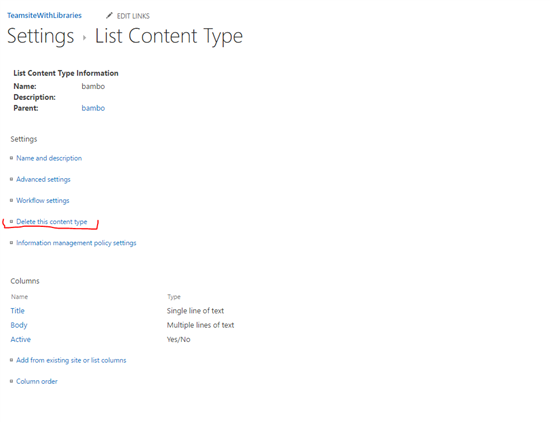 TeamsiteWithLibraries EDIT LINKS
Settings List Content Type
List Content Type Information
Name: bambo
Description:
Parent: bambo
Settings
Name and description
Advanced settings
Workflow settings
Delete this content type
Information management policy settings
Columns
Name Type
Title Single line of text
Body Multiple lines of text
Active Yes/No
Add from existing site or list columns
Column order